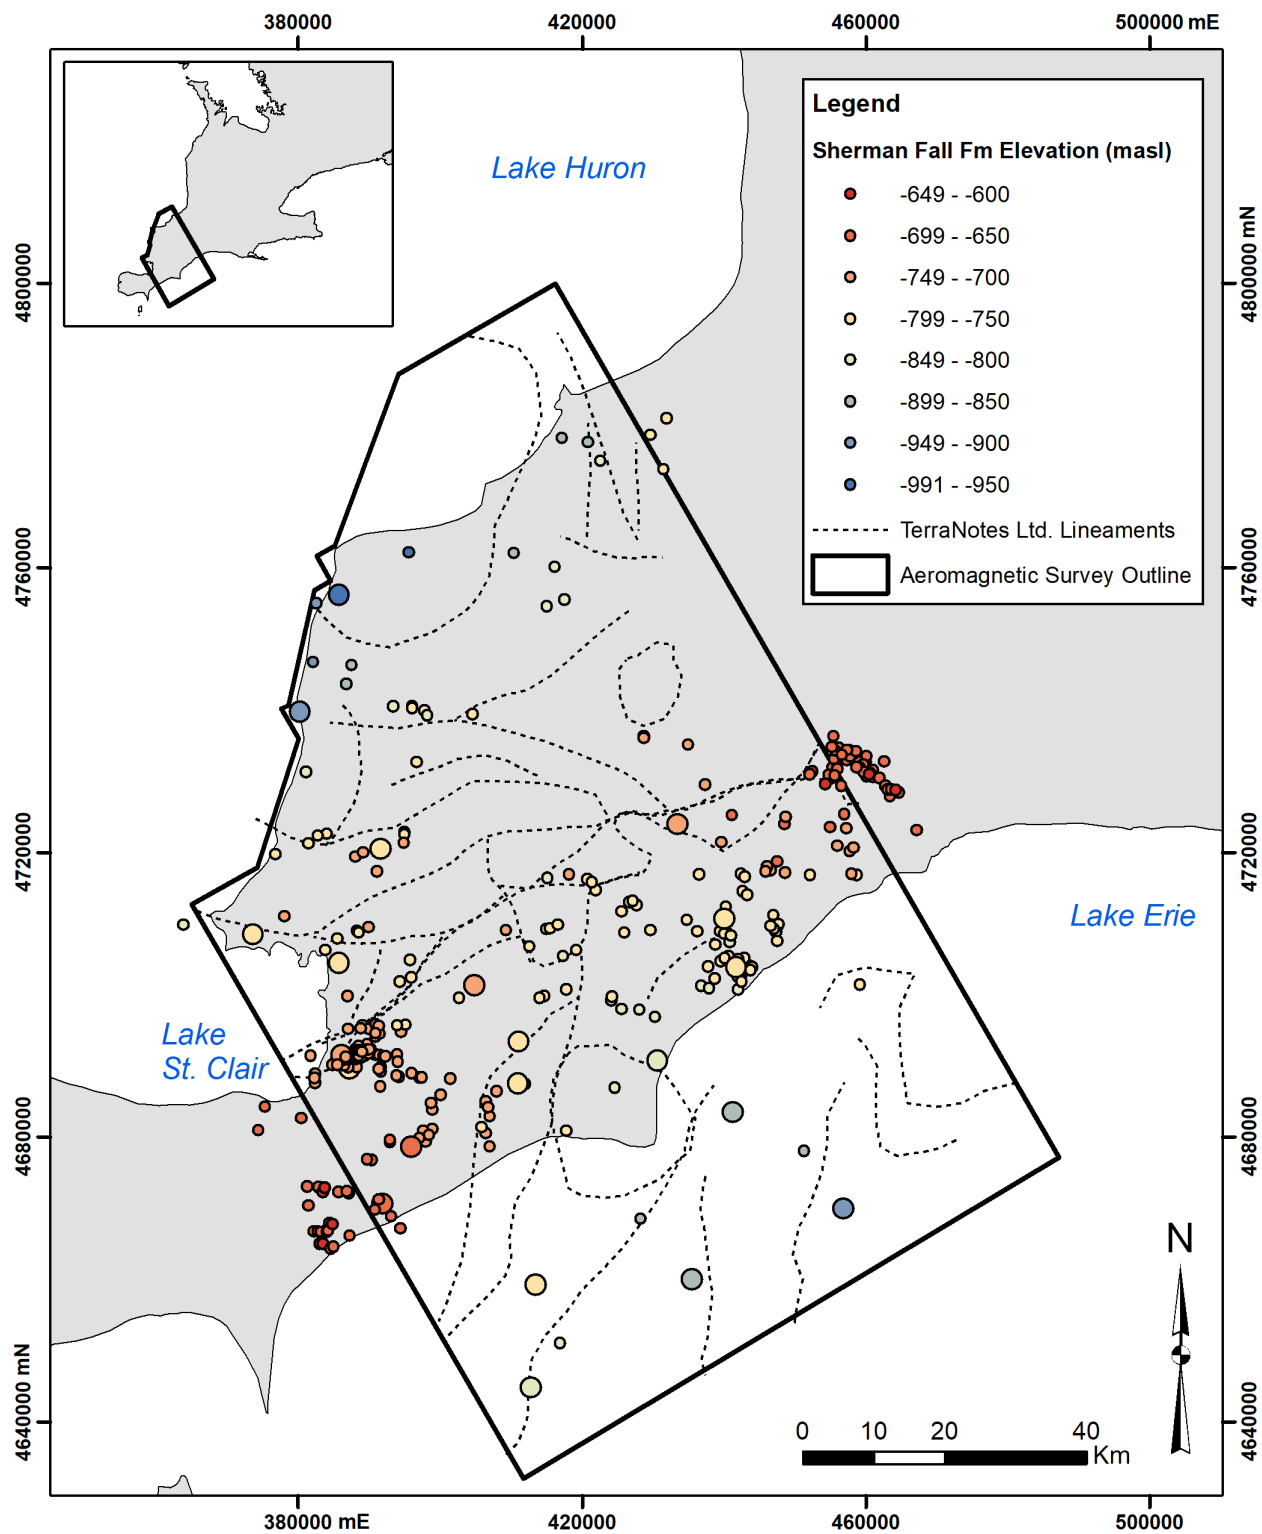 380000
420000
460000
500000 mE
Legend
Sherman Fall Fm Elevation (masl)
-649 - -600
-699 - -650
-749 - -700
-799 - -750
-849 - -800
-899 - -850
-949 - -900
-991 - -950
TerraNotes Ltd. Lineaments
Aeromagnetic Survey Outline
Lake Huron
4800000
4800000 mN
4760000
4760000
4720000
4720000
Lake Erie
Lake
St. Clair
4680000
4680000
N
4640000 mN
4640000
0
10
20
40
Km
380000 mE
420000
460000
500000